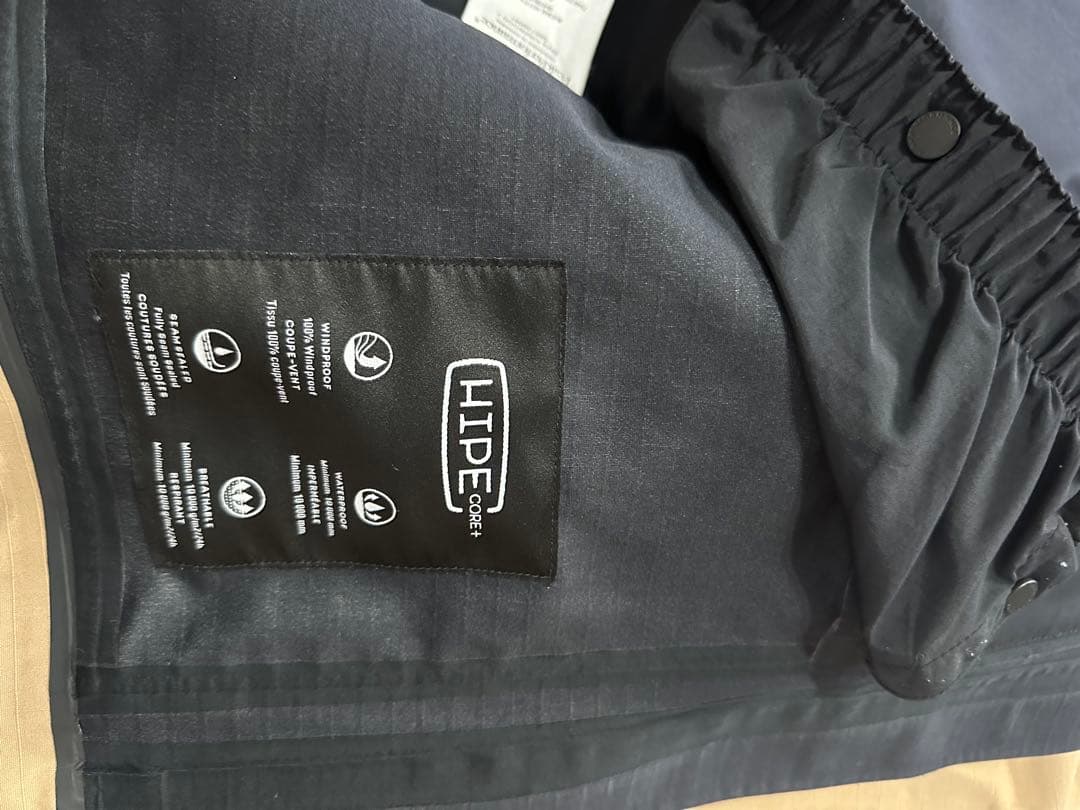 HIPE CORE+
WINDPROOF
100% Windproof
COUPE-VENT
Tissu 100% coupe-vent
WATERPROOF
Minimum 10 000 mm
IMPERMÉABLE
Minimum 10 000 mm
SEAM SEALED
Fully Seam Sealed
COUTURES SOUDÉES
Toutes les coutures sont soudées
BREATHABLE
Minimum 10 000 g/m²/24h
RESPIRANT
Minimum 10 000 g/m²/24h